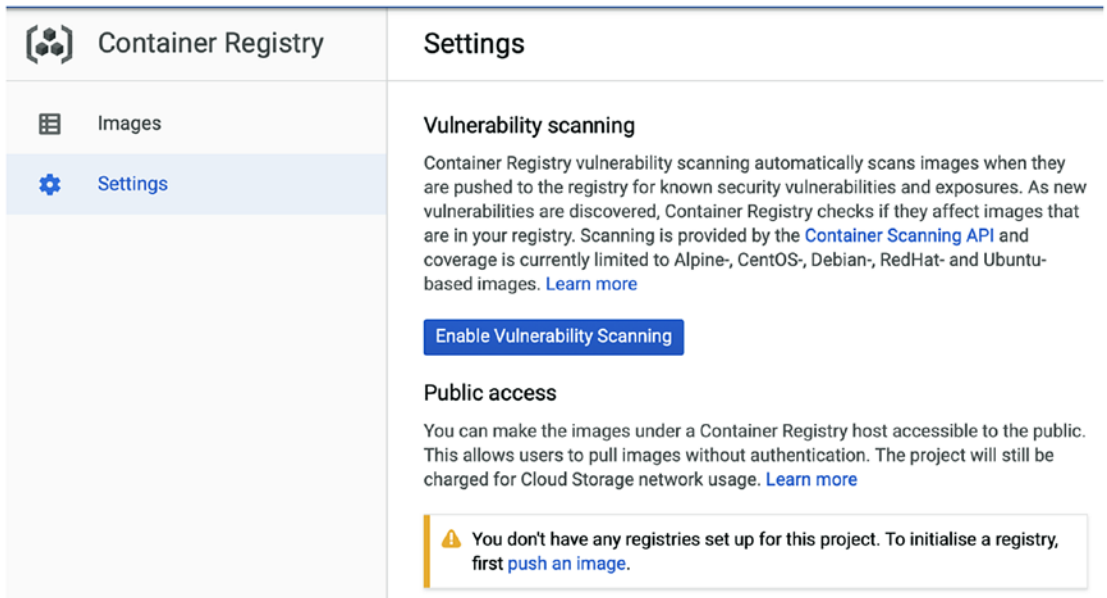 Container Registry
Images
Settings
Settings
Vulnerability scanning
Container Registry vulnerability scanning automatically scans images when they
are pushed to the registry for known security vulnerabilities and exposures. As new
vulnerabilities are discovered, Container Registry checks if they affect images that
are in your registry. Scanning is provided by the Container Scanning API and
coverage is currently limited to Alpine-, CentOS-, Debian-, RedHat- and Ubuntu-
based images. Learn more
Enable Vulnerability Scanning
Public access
You can make the images under a Container Registry host accessible to the public.
This allows users to pull images without authentication. The project will still be
charged for Cloud Storage network usage. Learn more
You don't have any registries set up for this project. To initialise a registry,
first push an image.